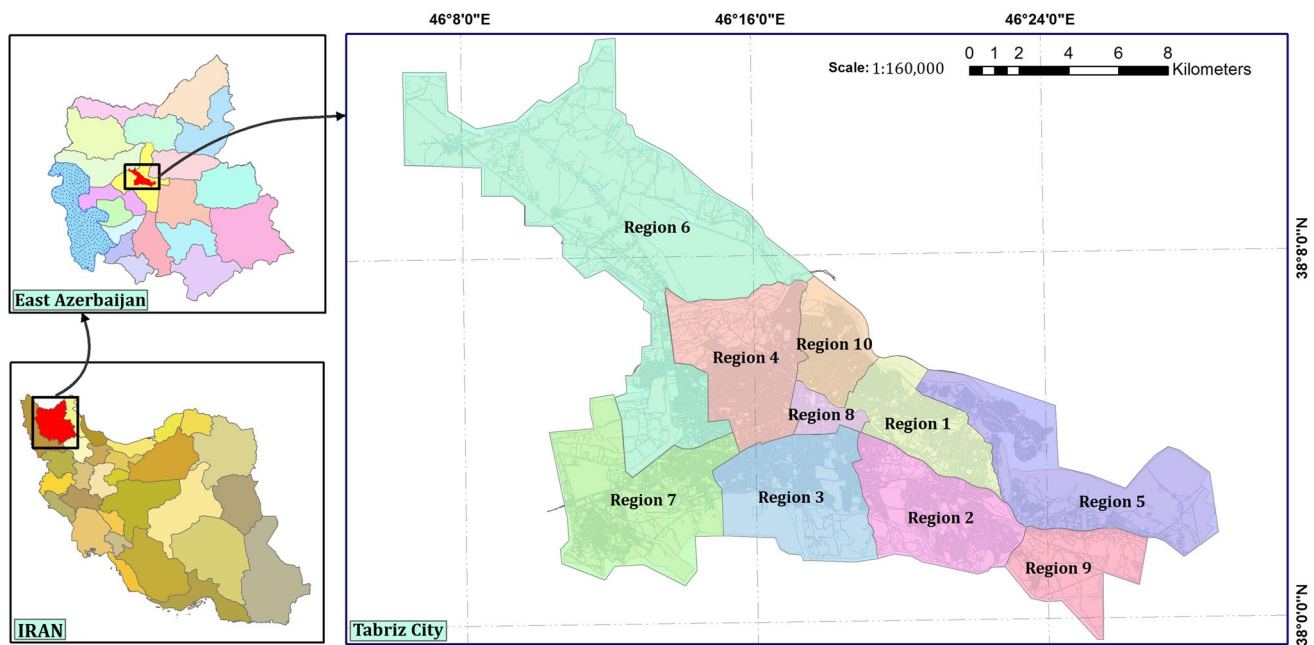 46°8'0"E
46°16'0"E
46°24'0"E
Scale: 1:160,000
0 1 2 4 6 8
Kilometers
38°8'0"N
Region 6
East Azerbaijan
Region 10
Region 4
Region 8
Region 1
Region 7
Region 3
Region 5
Region 2
Region 9
38°0'0"N
IRAN
Tabriz City